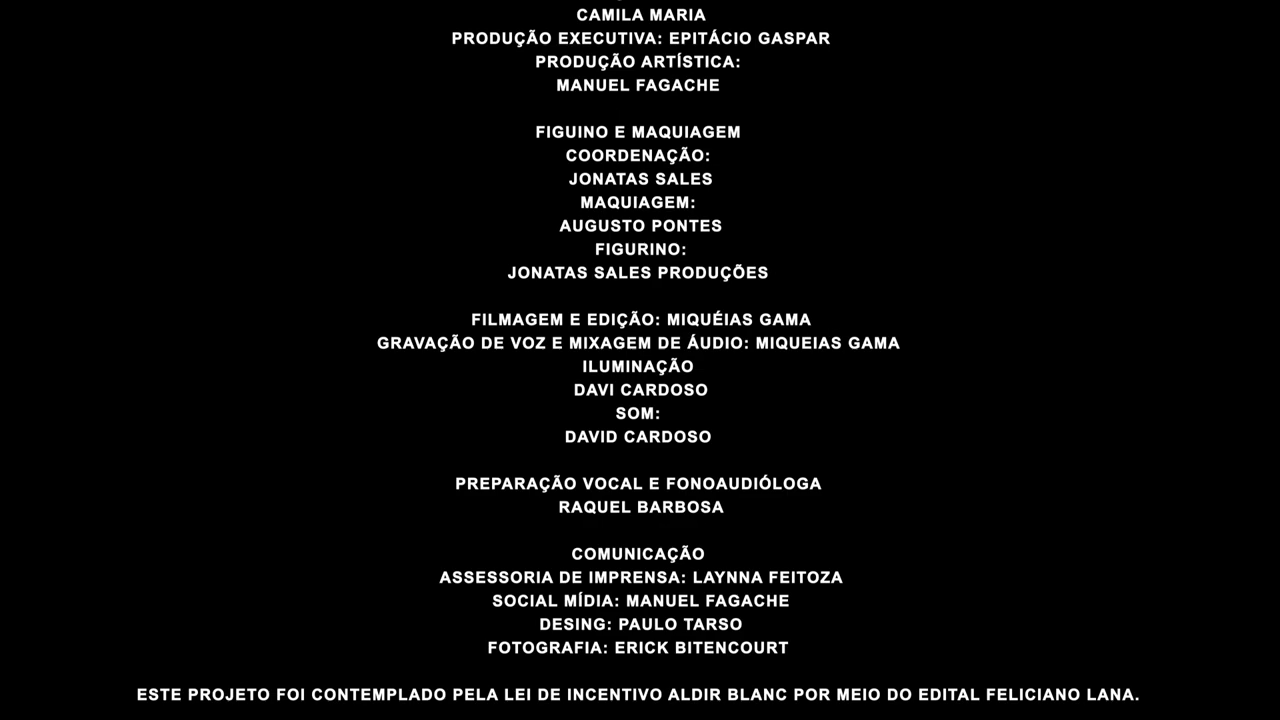 CAMILA MARIA
PRODUÇÃO EXECUTIVA: EPITÁCIO GASPAR
PRODUÇÃO ARTÍSTICA:
MANUEL FAGACHE
FIGUINO E MAQUIAGEM
COORDENAÇÃO:
JONATAS SALES
MAQUIAGEM:
AUGUSTO PONTES
FIGURINO:
JONATAS SALES PRODUÇÕES
FILMAGEM E EDIÇÃO: MIQUÉIAS GAMA
GRAVAÇÃO DE VOZ E MIXAGEM DE ÁUDIO: MIQUEIAS GAMA
ILUMINAÇÃO
DAVI CARDOSO
SOM:
DAVID CARDOSO
PREPARAÇÃO VOCAL E FONOAUDIÓLOGA
RAQUEL BARBOSA
COMUNICAÇÃO
ASSESSORIA DE IMPRENSA: LAYNNA FEITOZA
SOCIAL MÍDIA: MANUEL FAGACHE
DESING: PAULO TARSO
FOTOGRAFIA: ERICK BITENCOURT
ESTE PROJETO FOI CONTEMPLADO PELA LEI DE INCENTIVO ALDIR BLANC POR MEIO DO EDITAL FELICIANO LANA.